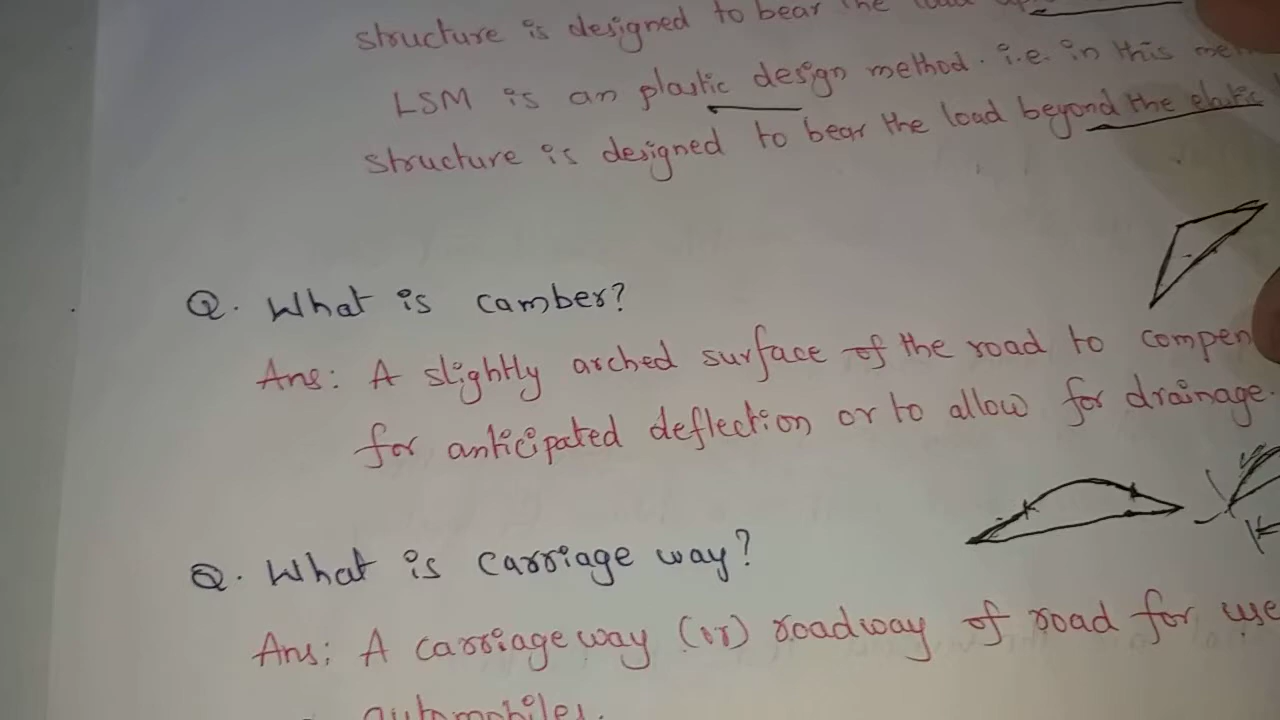 structure is designed to bear the load
LSM is an plastic design method. i.e. in this
structure is designed to bear the load beyond the elastic
Q. What is camber?
Ans: A slightly arched surface of the road to compen
for anticipated deflection or to allow for drainage.
Q. What is carriage way?
Ans: A carriage way (or) roadway of road for use
automobiles.